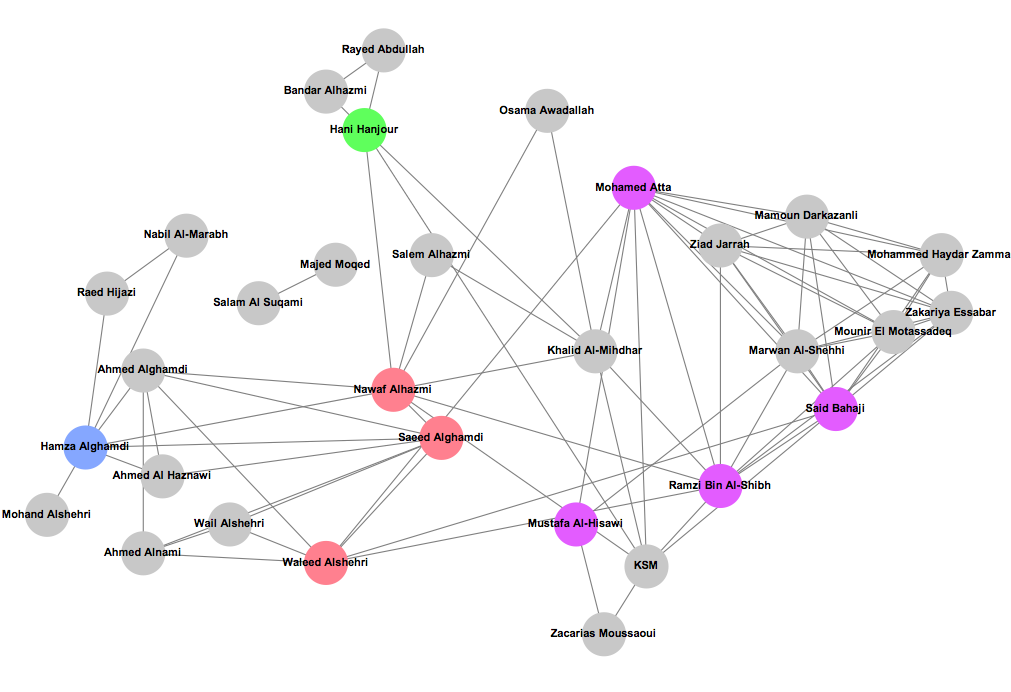 Rayed Abdullah
Bandar Alhazmi
Osama Awadallah
Hani Hanjour
Mohamed Atta
Mamoun Darkazanli
Nabil Al-Marabh
Ziad Jarrah
Salem Alhazmi
Mohammed Haydar Zamma
Majed Moqed
Raed Hijazi
Salam Al Suqami
Zakariya Essabar
Mounir El Motassadeq
Khalid Al-Mihdhar
Marwan Al-Shehhi
Ahmed Alghamdi
Nawaf Alhazmi
Said Bahaji
Saeed Alghamdi
Hamza Alghamdi
Ahmed Al Haznawi
Ramzi Bin Al-Shibh
Mohand Alshehri
Wail Alshehri
Mustafa Al-Hisawi
Ahmed Alnami
Waleed Alshehri
KSM
Zacarias Moussaoui